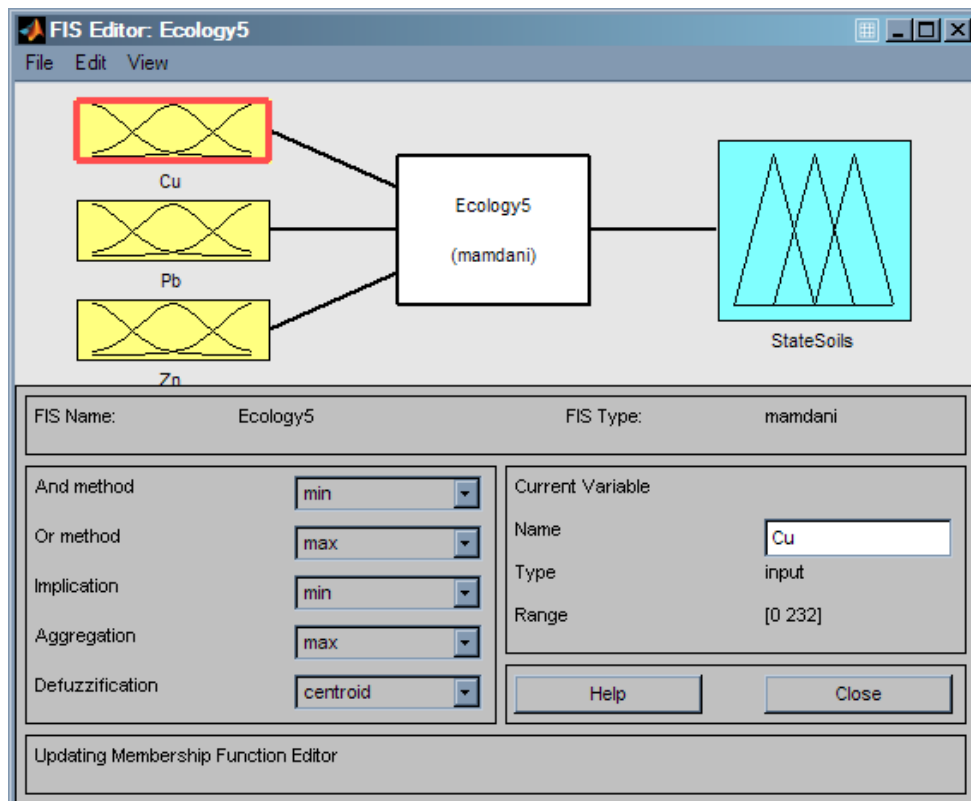 FIS Editor: Ecology5
File Edit View
Cu
Pb
Zn
Ecology5
(mamdani)
StateSoils
FIS Name: Ecology5 FIS Type: mamdani
And method min
Or method max
Implication min
Aggregation max
Defuzzification centroid
Current Variable
Name Cu
Type input
Range [0 232]
Help Close
Updating Membership Function Editor